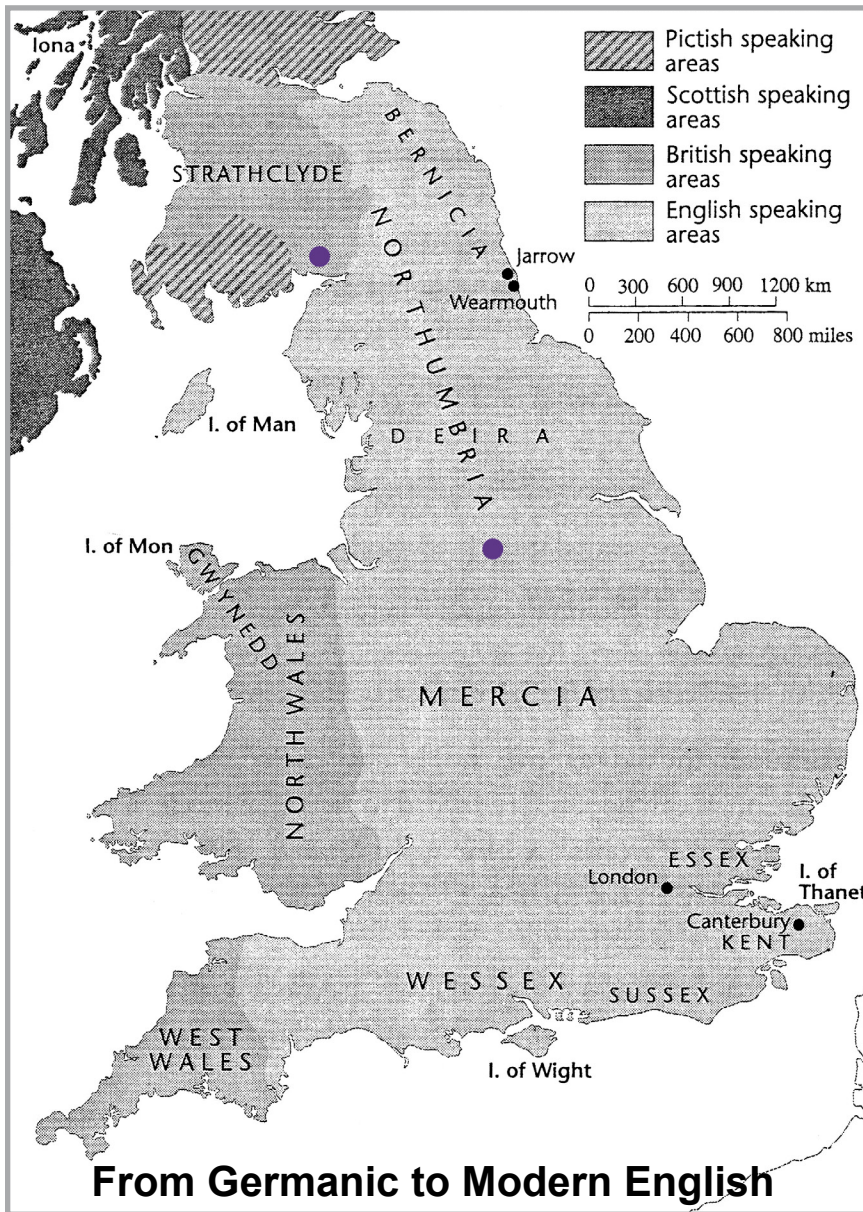 Iona
Pictish speaking
areas
Scottish speaking
areas
British speaking
areas
English speaking
areas
BERNICIA
STRATHCLYDE
NORTHUMBRIA
Jarrow
Wearmouth
0 300 600 900 1200 km
0 200 400 600 800 miles
I. of Man
DEIRA
I. of Mon
GWYNEDD
NORTH WALES
MERCIA
ESSEX
London
I. of
Thanet
Canterbury
KENT
WESSEX
SUSSEX
WEST
WALES
I. of Wight
From Germanic to Modern English